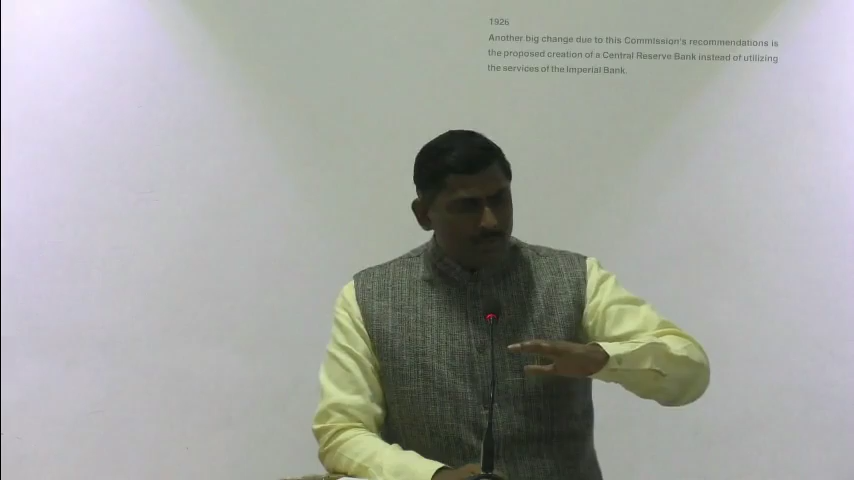 1926
Another big change due to this Commission's recommendations is
the proposed creation of a Central Reserve Bank instead of utilizing
the services of the Imperial Bank.